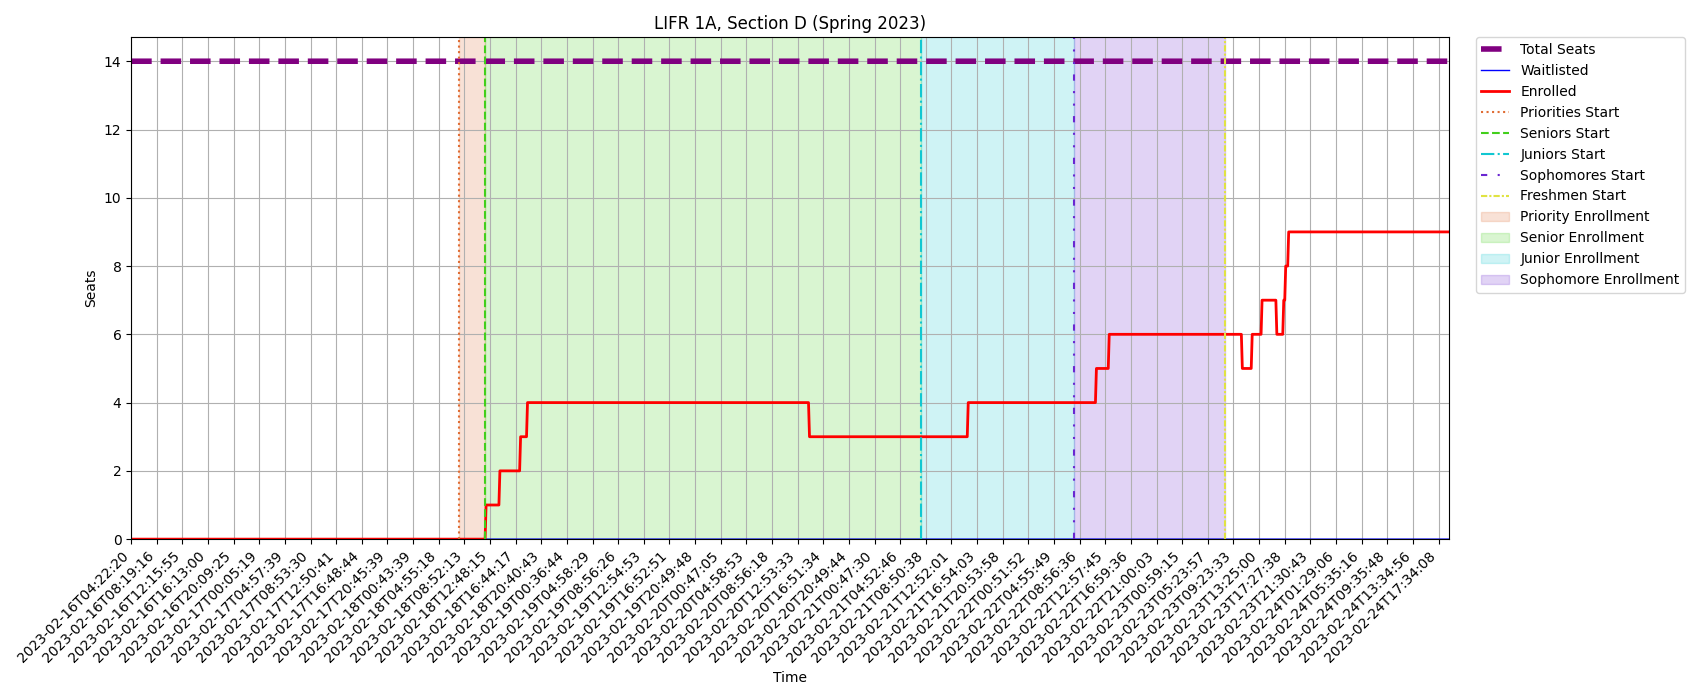 LIFR 1A, Section D (Spring 2023)
14
12
10
8
6
4
2
0
Seats
2023-02-16T04:22:20
2023-02-16T08:19:16
2023-02-16T12:15:55
2023-02-16T16:13:00
2023-02-16T20:09:25
2023-02-17T00:05:19
2023-02-17T04:57:39
2023-02-17T08:53:30
2023-02-17T12:50:41
2023-02-17T16:48:44
2023-02-17T20:45:39
2023-02-18T00:43:39
2023-02-18T04:55:18
2023-02-18T08:52:13
2023-02-18T12:48:15
2023-02-18T16:44:17
2023-02-18T20:40:43
2023-02-19T00:36:44
2023-02-19T04:58:29
2023-02-19T08:56:26
2023-02-19T12:54:53
2023-02-19T16:52:51
2023-02-19T20:49:48
2023-02-20T00:47:05
2023-02-20T04:58:53
2023-02-20T08:56:18
2023-02-20T12:53:33
2023-02-20T16:51:34
2023-02-20T20:49:44
2023-02-21T00:47:30
2023-02-21T04:52:46
2023-02-21T08:50:38
2023-02-21T12:52:01
2023-02-21T16:54:03
2023-02-21T20:53:58
2023-02-22T00:51:52
2023-02-22T04:55:49
2023-02-22T08:56:36
2023-02-22T12:57:45
2023-02-22T16:59:36
2023-02-22T21:00:03
2023-02-23T00:59:15
2023-02-23T05:23:57
2023-02-23T09:23:33
2023-02-23T13:25:00
2023-02-23T17:27:38
2023-02-23T21:30:43
2023-02-24T01:29:06
2023-02-24T05:35:16
2023-02-24T09:35:48
2023-02-24T13:34:56
2023-02-24T17:34:08
Time
Total Seats
Waitlisted
Enrolled
Priorities Start
Seniors Start
Juniors Start
Sophomores Start
Freshmen Start
Priority Enrollment
Senior Enrollment
Junior Enrollment
Sophomore Enrollment